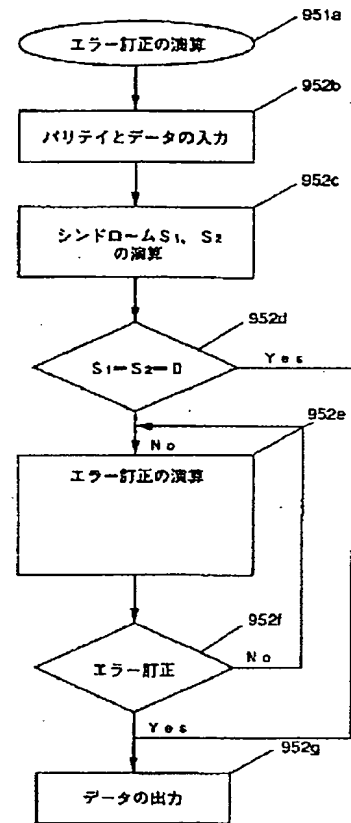 951a
エラー訂正の演算
952b
パリテイとデータの入力
952c
シンドロームS₁、S₂
の演算
952d
S₁=S₂=0
Yes
952e
No
エラー訂正の演算
952f
エラー訂正
No
Yes
952g
データの出力